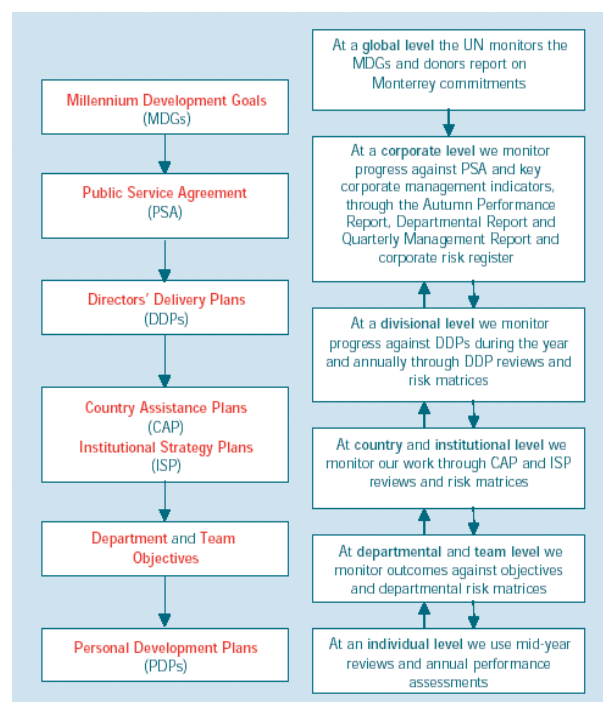 Millennium Development Goals
(MDGs)
Public Service Agreement
(PSA)
Directors' Delivery Plans
(DDPs)
Country Assistance Plans
(CAP)
Institutional Strategy Plans
(ISP)
Department and Team
Objectives
Personal Development Plans
(PDPs)
At a global level the UN monitors the
MDGs and donors report on
Monterrey commitments
At a corporate level we monitor
progress against PSA and key
corporate management indicators,
through the Autumn Performance
Report, Departmental Report and
Quarterly Management Report and
corporate risk register
At a divisional level we monitor
progress against DDPs during the year
and annually through DDP reviews and
risk matrices
At country and institutional level we
monitor our work through CAP and ISP
reviews and risk matrices
At departmental and team level we
monitor outcomes against objectives
and departmental risk matrices
At an individual level we use mid-year
reviews and annual performance
assessments